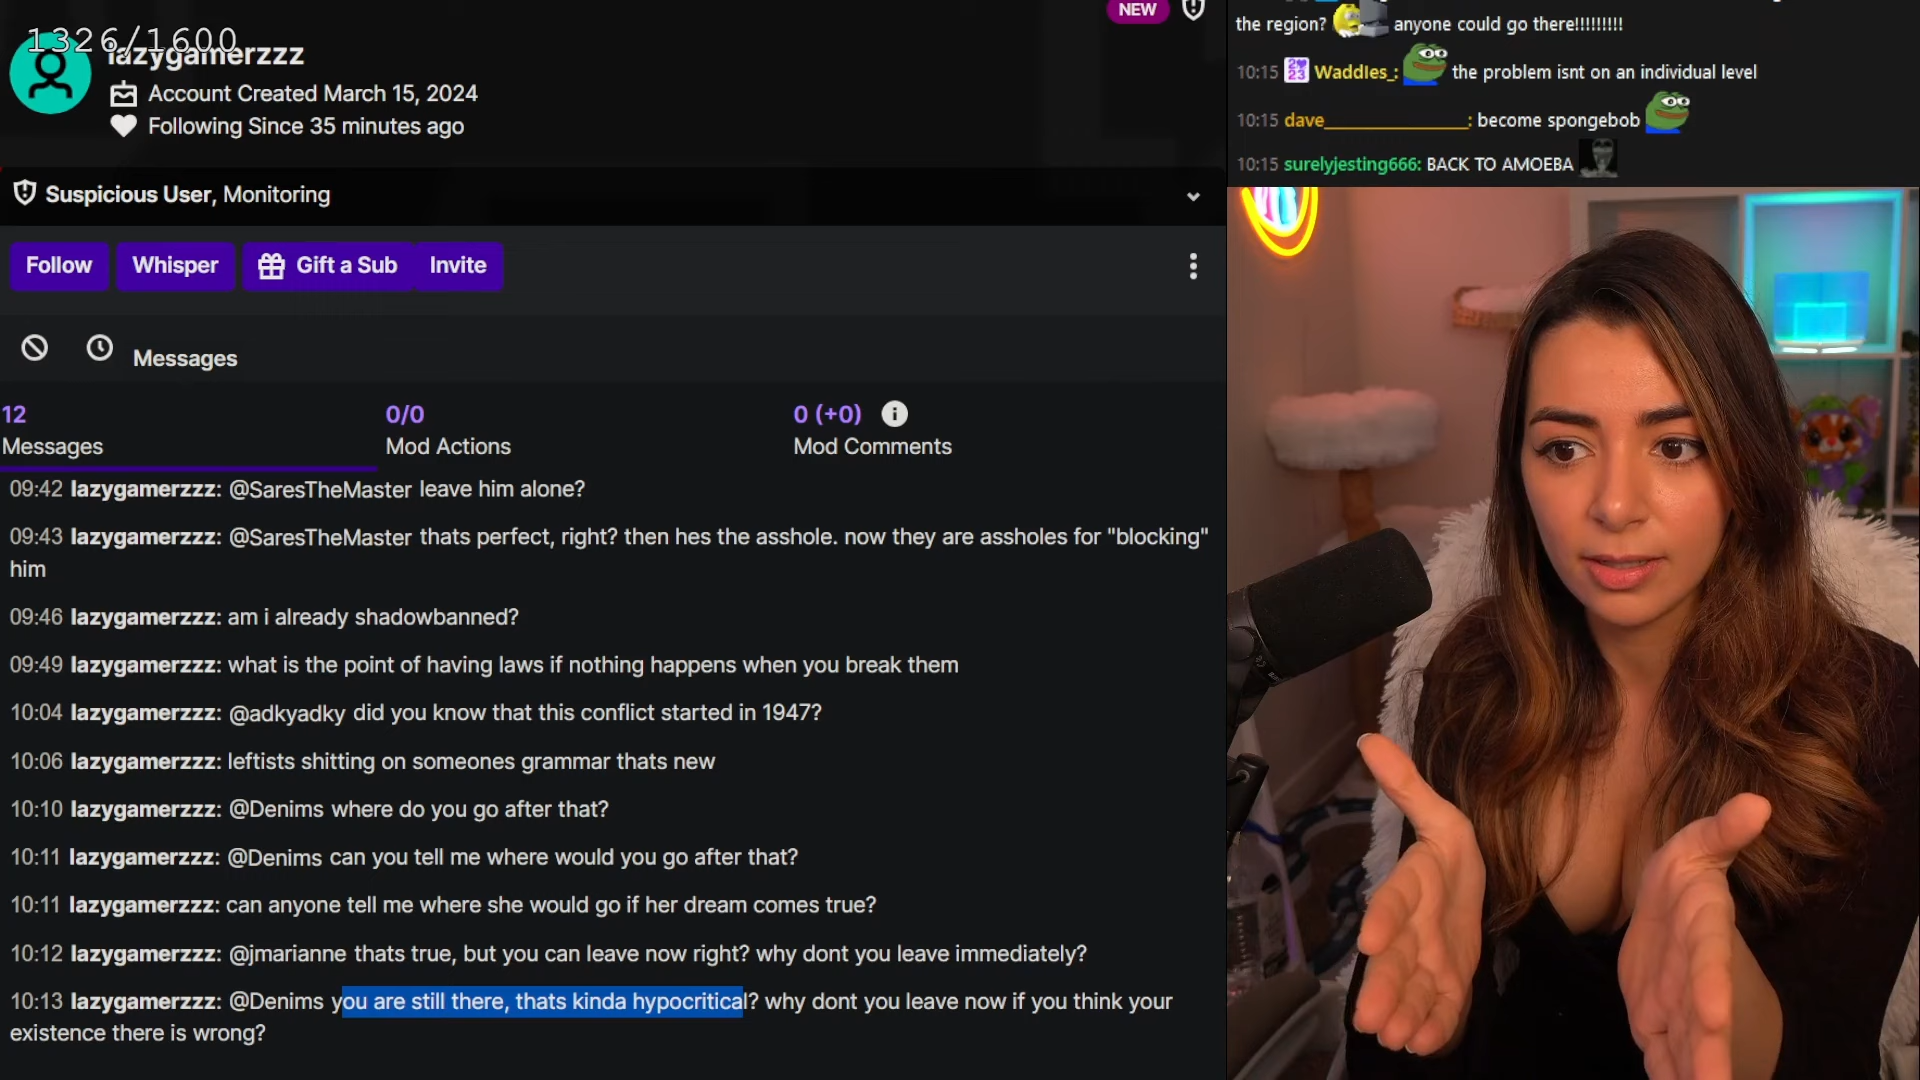 1326/1600
lazygamerzzz
NEW
Account Created March 15, 2024
Following Since 35 minutes ago
Suspicious User, Monitoring
Follow Whisper Gift a Sub Invite
Messages
12 0/0 0 (+0)
Messages Mod Actions Mod Comments
09:42 lazygamerzzz: @SaresTheMaster leave him alone?
09:43 lazygamerzzz: @SaresTheMaster thats perfect, right? then hes the asshole. now they are assholes for "blocking"
him
09:46 lazygamerzzz: am i already shadowbanned?
09:49 lazygamerzzz: what is the point of having laws if nothing happens when you break them
10:04 lazygamerzzz: @adkyadky did you know that this conflict started in 1947?
10:06 lazygamerzzz: leftists shitting on someones grammar thats new
10:10 lazygamerzzz: @Denims where do you go after that?
10:11 lazygamerzzz: @Denims can you tell me where would you go after that?
10:11 lazygamerzzz: can anyone tell me where she would go if her dream comes true?
10:12 lazygamerzzz: @jmarianne thats true, but you can leave now right? why dont you leave immediately?
10:13 lazygamerzzz: @Denims you are still there, thats kinda hypocritical? why dont you leave now if you think your
existence there is wrong?
the region? anyone could go there!!!!!!!!!
10:15 Waddles_: the problem isnt on an individual level
10:15 dave________________: become spongebob
10:15 surelyjesting666: BACK TO AMOEBA